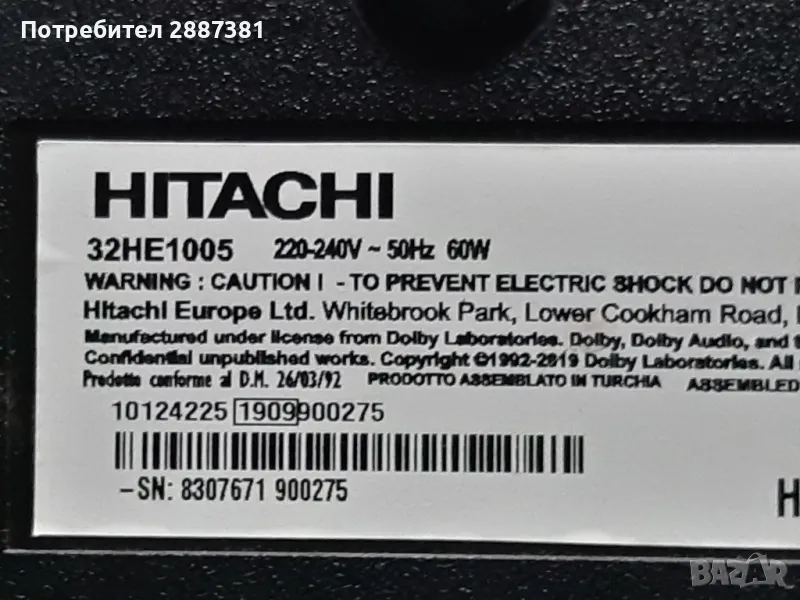 Потребител 2887381
HITACHI
32HE1005 220-240V ~ 50Hz 60W
WARNING : CAUTION ! - TO PREVENT ELECTRIC SHOCK DO NOT
Hitachi Europe Ltd. Whitebrook Park, Lower Cookham Road,
Manufactured under license from Dolby Laboratories. Dolby, Dolby Audio, and
Confidential unpublished works. Copyright ©1992-2019 Dolby Laboratories. All
Prodotto conforme al D.M. 26/03/92 PRODOTTO ASSEMBLATO IN TURCHIA ASSEMBLED
10124225 1909900275
-SN: 8307671 900275
H
BAZAR